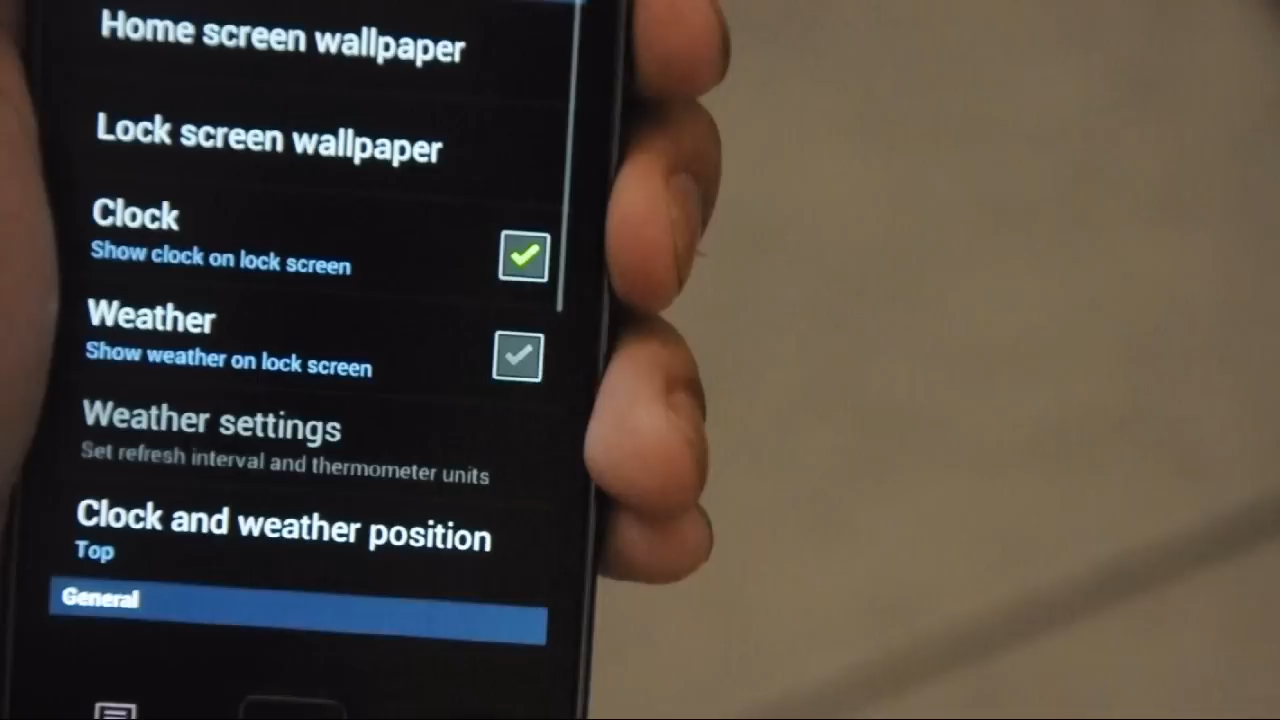 Home screen wallpaper
Lock screen wallpaper
Clock
Show clock on lock screen
Weather
Show weather on lock screen
Weather settings
Set refresh interval and thermometer units
Clock and weather position
Top
General